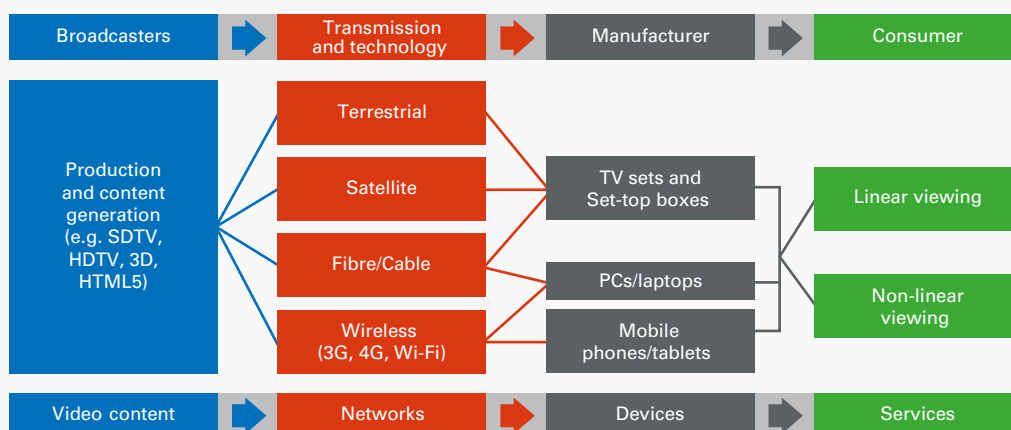 Broadcasters
Transmission
and technology
Manufacturer
Consumer
Production
and content
generation
(e.g. SDTV,
HDTV, 3D,
HTML5)
Terrestrial
Satellite
Fibre/Cable
Wireless
(3G, 4G, Wi-Fi)
TV sets and
Set-top boxes
PCs/laptops
Mobile
phones/tablets
Linear viewing
Non-linear
viewing
Video content
Networks
Devices
Services